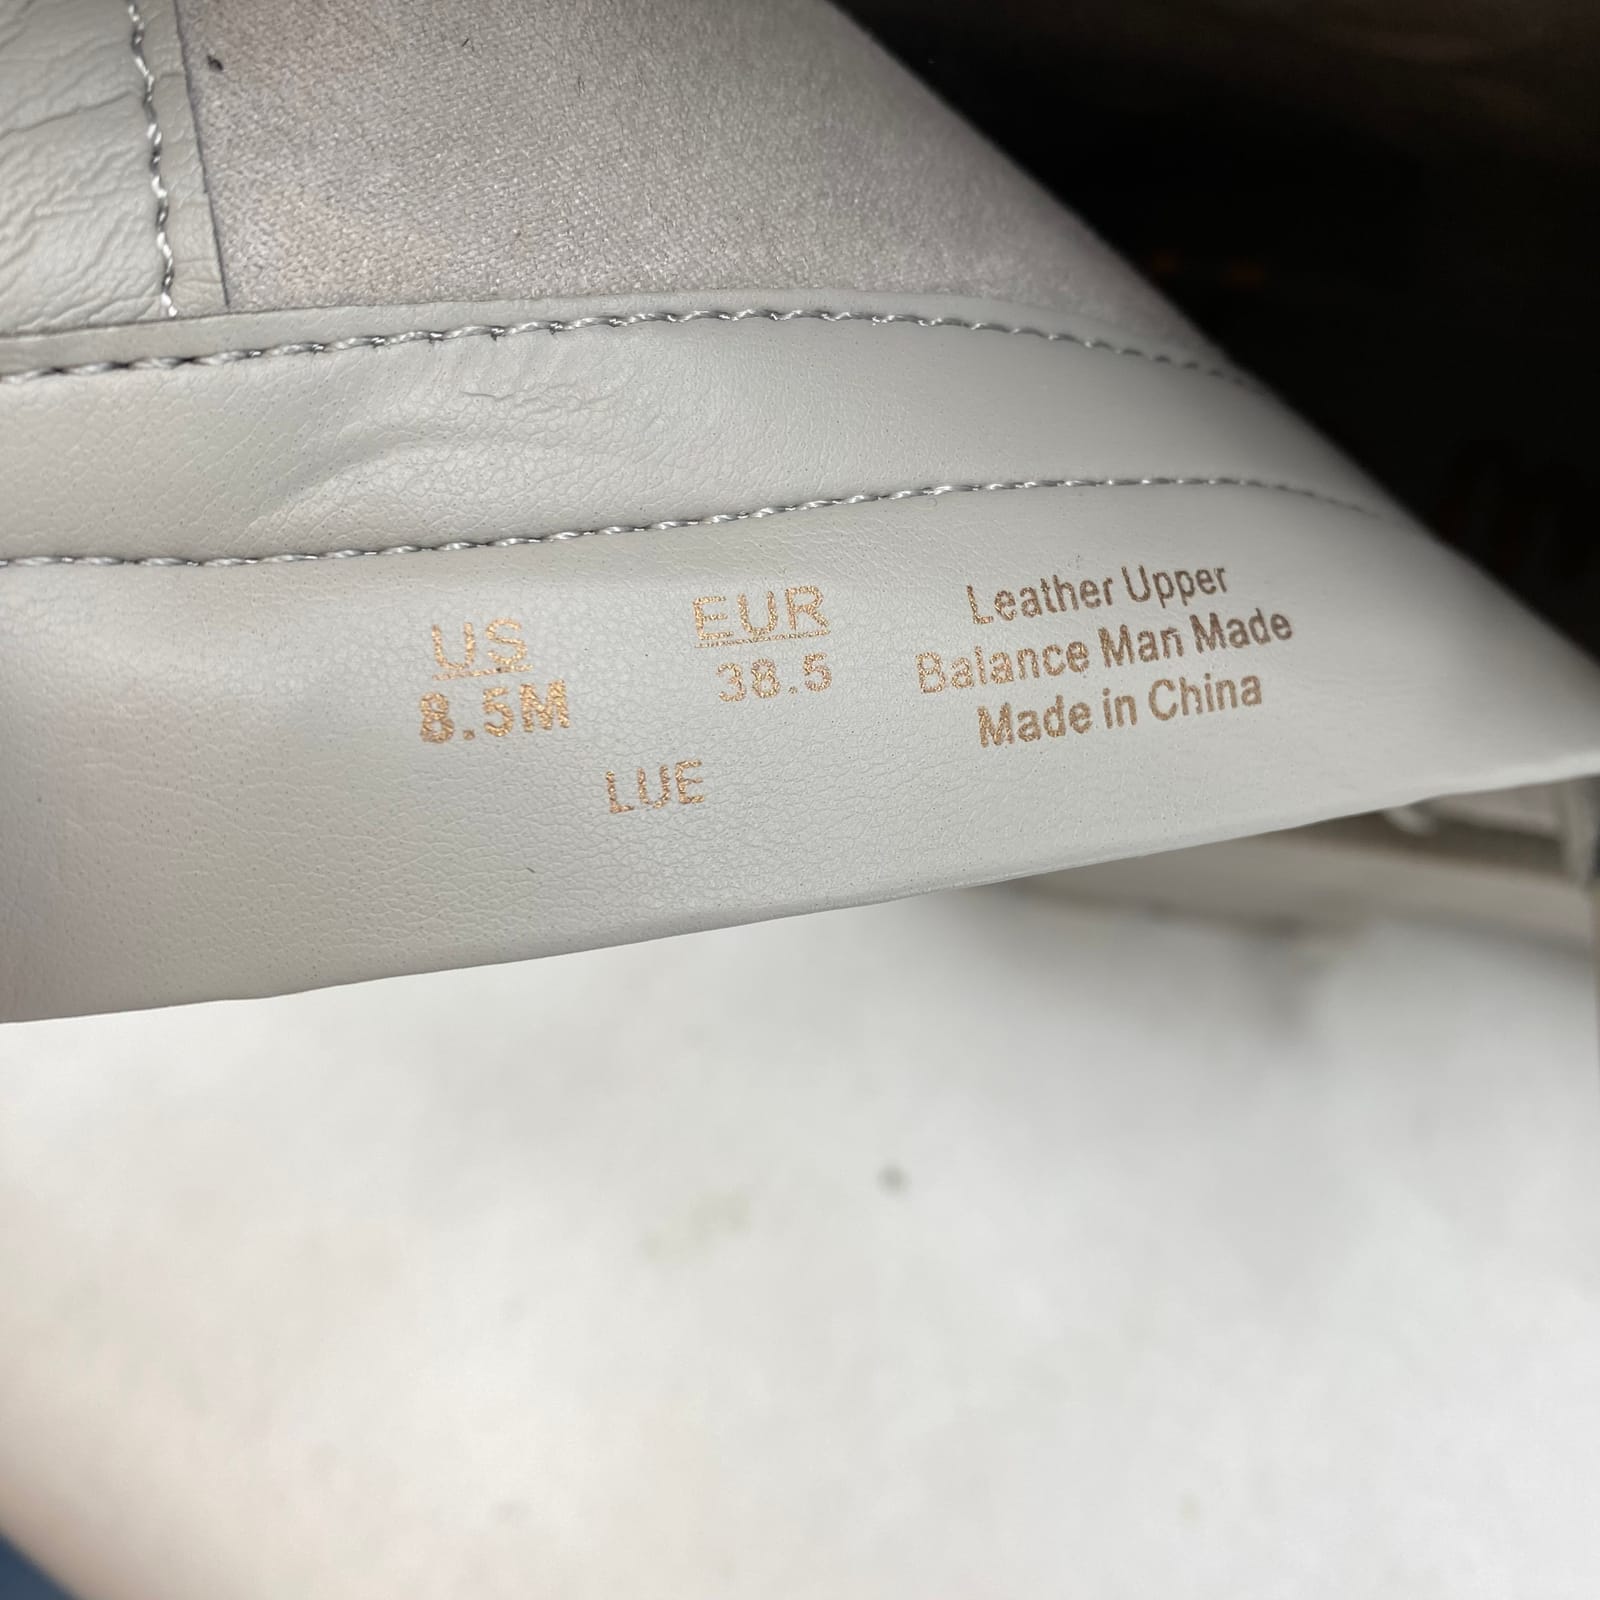 US
8.5M
EUR
38.5
LUE
Leather Upper
Balance Man Made
Made in China